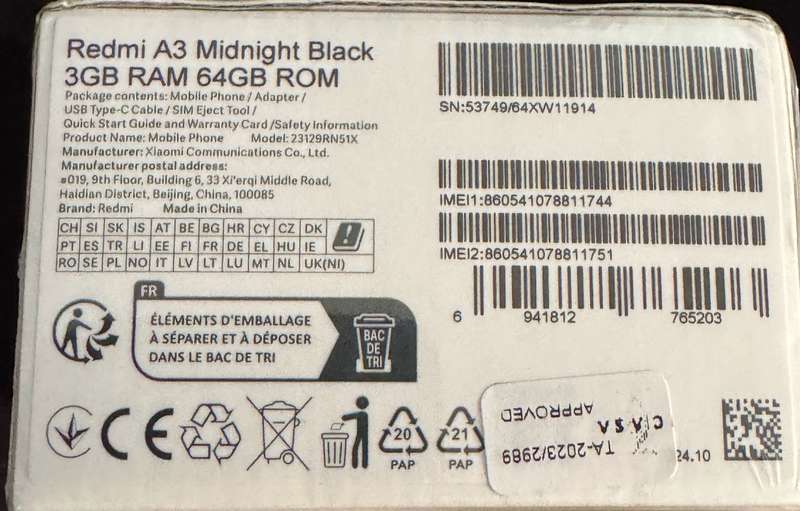 Redmi A3 Midnight Black
3GB RAM 64GB ROM
Package contents: Mobile Phone / Adapter /
USB Type-C Cable / SIM Eject Tool /
Quick Start Guide and Warranty Card /Safety Information
Product Name: Mobile Phone Model: 23129RN51X
Manufacturer: Xiaomi Communications Co., Ltd.
Manufacturer postal address:
#019, 9th Floor, Building 6, 33 Xi'erqi Middle Road,
Haidian District, Beijing, China, 100085
Brand: Redmi Made in China
CH SI SK IS AT BE BG HR CY CZ DK
PT ES TR LI EE FI FR DE EL HU IE
RO SE PL NO IT LV LT LU MT NL UK(NI)
FR
ÉLÉMENTS D'EMBALLAGE
À SÉPARER ET À DÉPOSER
DANS LE BAC DE TRI
BAC
DE
TRI
CE
20
PAP
21
PAP
SN:53749/64XW11914
IMEI1:860541078811744
IMEI2:860541078811751
6 941812 765203
TA-2023/2989
APPROVED
24.10